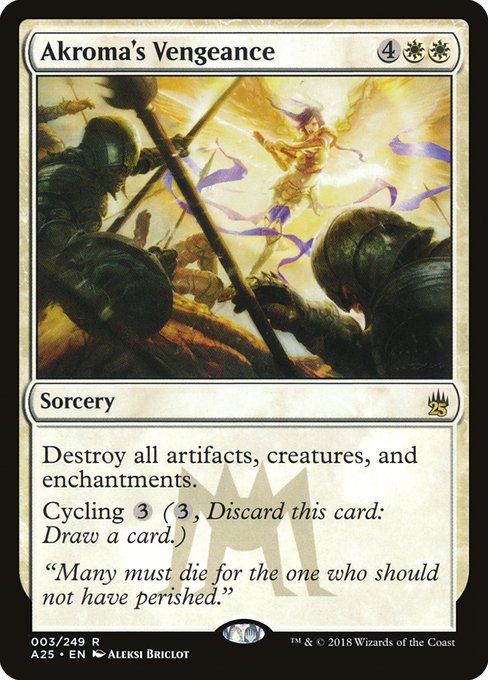 Akroma's Vengeance 4
Sorcery
25
Destroy all artifacts, creatures, and
enchantments.
Cycling 3 (3, Discard this card:
Draw a card.)
“Many must die for the one who should
not have perished.”
003/249 R
A25 • EN Aleksi Briclot
™ & © 2018 Wizards of the Coast